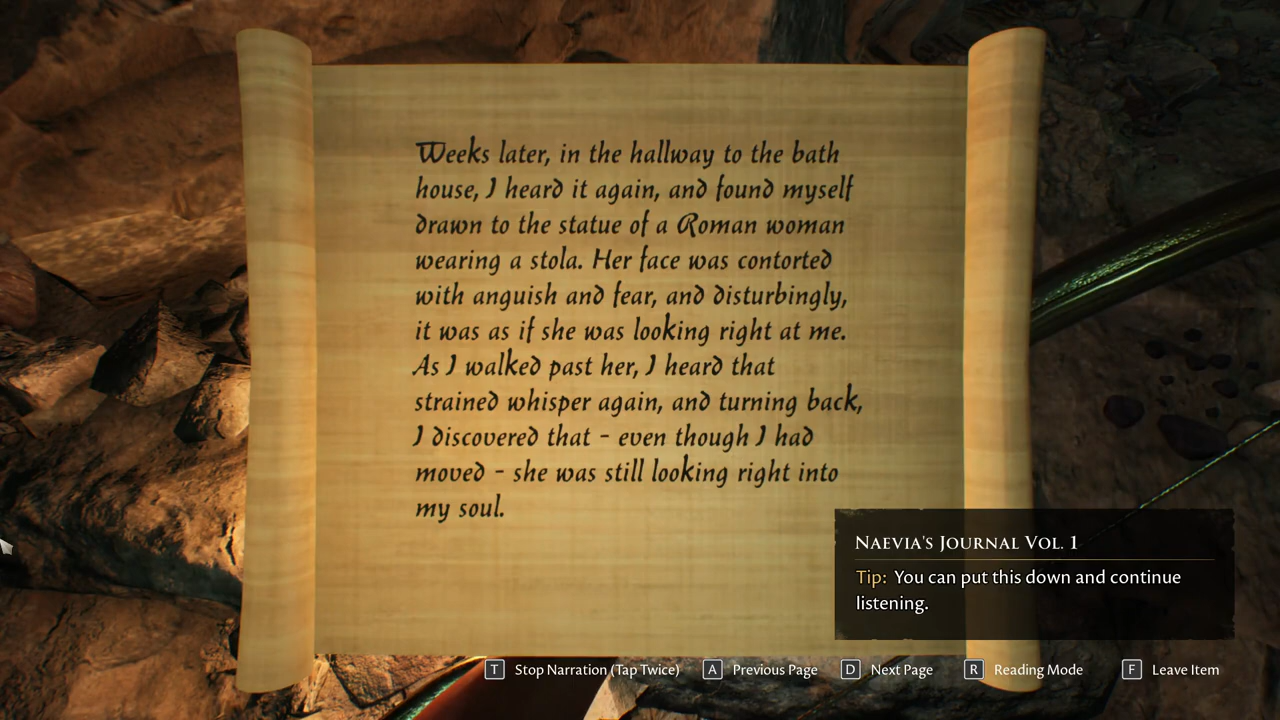 Weeks later, in the hallway to the bath
house, I heard it again, and found myself
drawn to the statue of a Roman woman
wearing a stola. Her face was contorted
with anguish and fear, and disturbingly,
it was as if she was looking right at me.
As I walked past her, I heard that
strained whisper again, and turning back,
I discovered that - even though I had
moved - she was still looking right into
my soul.
Naevia's Journal Vol. 1
Tip: You can put this down and continue
listening.
T Stop Narration (Tap Twice) A Previous Page D Next Page R Reading Mode F Leave Item